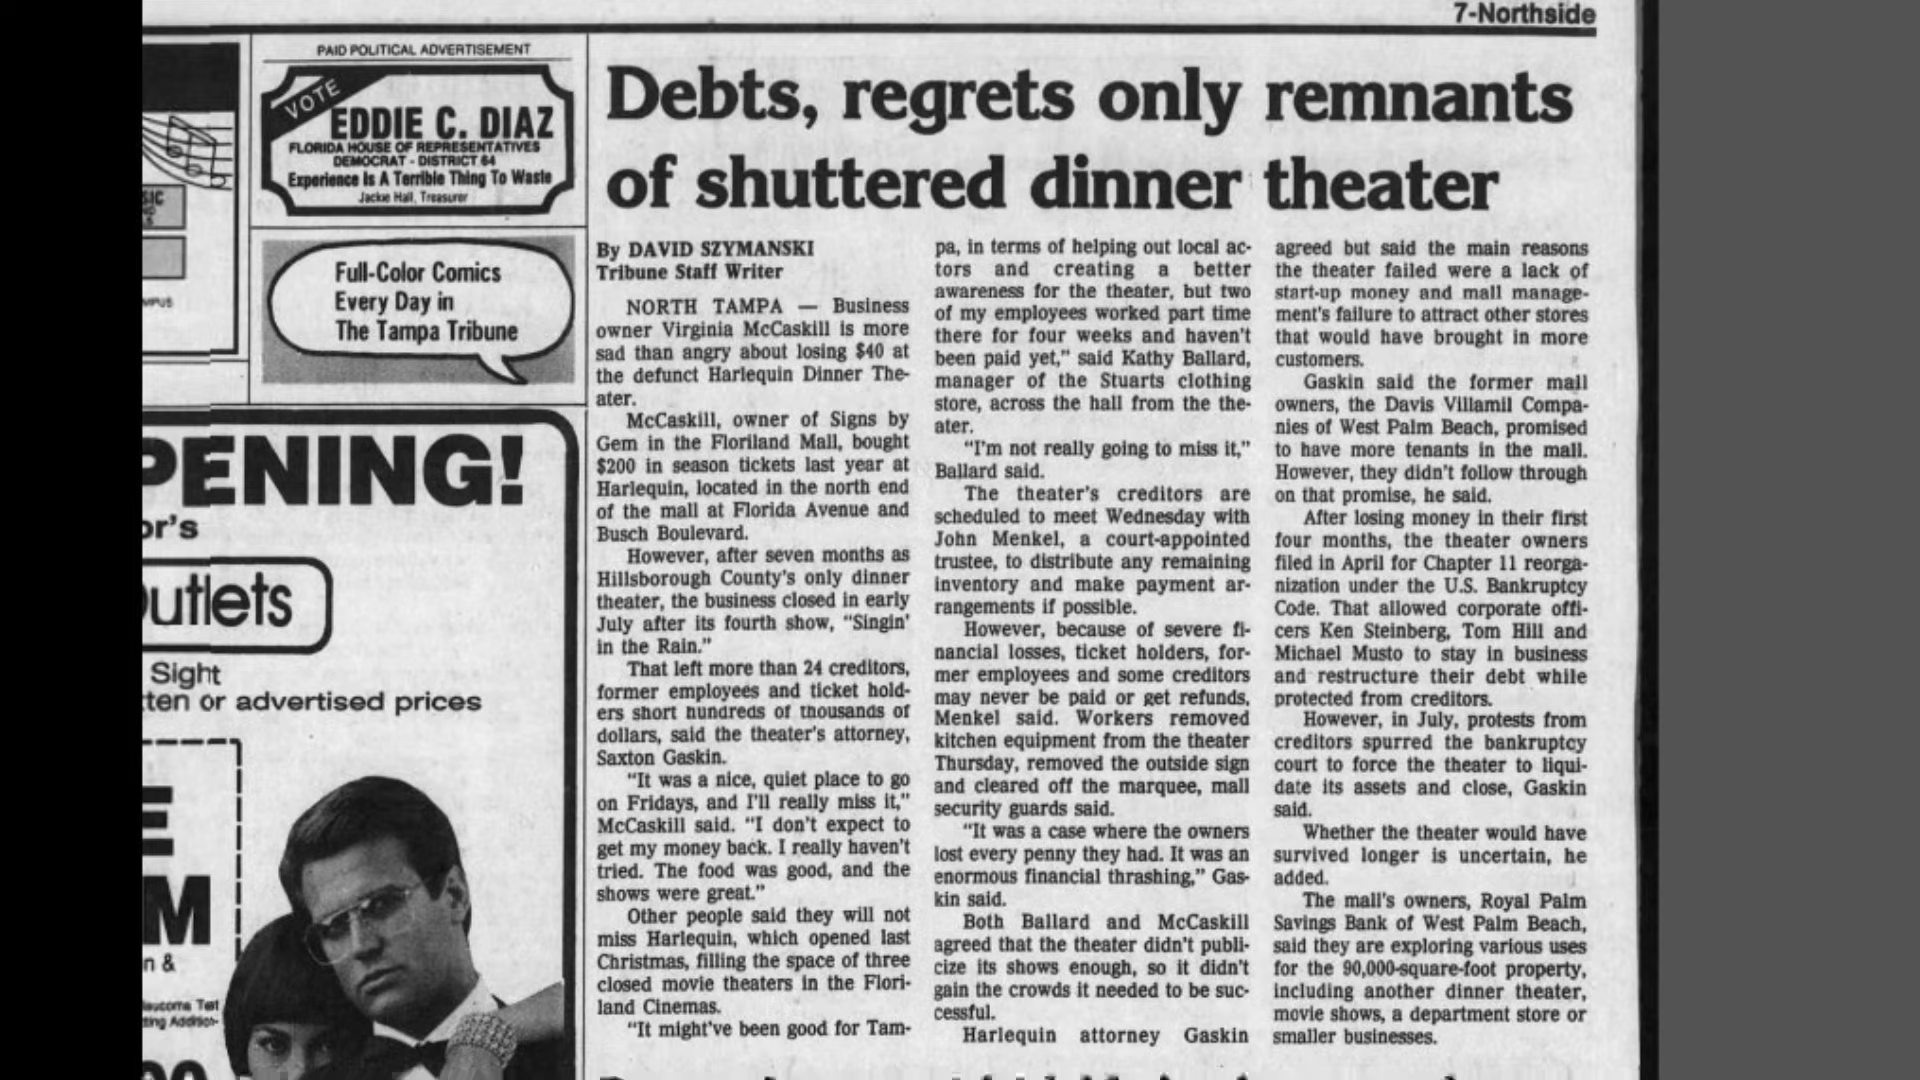 7-Northside
SIC
MPUS
PAID POLITICAL ADVERTISEMENT
VOTE
EDDIE C. DIAZ
FLORIDA HOUSE OF REPRESENTATIVES
DEMOCRAT - DISTRICT 64
Experience Is A Terrible Thing To Waste
Jackie Hall, Treasurer
Full-Color Comics
Every Day in
The Tampa Tribune
PENING!
or's
utlets
Sight
ten or advertised prices
E
M
n &
laucoma Test
tting Addition-
00
Debts, regrets only remnants
of shuttered dinner theater
By DAVID SZYMANSKI
Tribune Staff Writer
NORTH TAMPA — Business
owner Virginia McCaskill is more
sad than angry about losing $40 at
the defunct Harlequin Dinner The-
ater.
McCaskill, owner of Signs by
Gem in the Floriland Mall, bought
$200 in season tickets last year at
Harlequin, located in the north end
of the mall at Florida Avenue and
Busch Boulevard.
However, after seven months as
Hillsborough County's only dinner
theater, the business closed in early
July after its fourth show, "Singin'
in the Rain."
That left more than 24 creditors,
former employees and ticket hold-
ers short hundreds of thousands of
dollars, said the theater's attorney,
Saxton Gaskin.
"It was a nice, quiet place to go
on Fridays, and I'll really miss it,"
McCaskill said. "I don't expect to
get my money back. I really haven't
tried. The food was good, and the
shows were great."
Other people said they will not
miss Harlequin, which opened last
Christmas, filling the space of three
closed movie theaters in the Flori-
land Cinemas.
"It might've been good for Tam-
pa, in terms of helping out local ac-
tors and creating a better
awareness for the theater, but two
of my employees worked part time
there for four weeks and haven't
been paid yet," said Kathy Ballard,
manager of the Stuarts clothing
store, across the hall from the the-
ater.
"I'm not really going to miss it,"
Ballard said.
The theater's creditors are
scheduled to meet Wednesday with
John Menkel, a court-appointed
trustee, to distribute any remaining
inventory and make payment ar-
rangements if possible.
However, because of severe fi-
nancial losses, ticket holders, for-
mer employees and some creditors
may never be paid or get refunds,
Menkel said. Workers removed
kitchen equipment from the theater
Thursday, removed the outside sign
and cleared off the marquee, mall
security guards said.
"It was a case where the owners
lost every penny they had. It was an
enormous financial thrashing," Gas-
kin said.
Both Ballard and McCaskill
agreed that the theater didn't publi-
cize its shows enough, so it didn't
gain the crowds it needed to be suc-
cessful.
Harlequin attorney Gaskin
agreed but said the main reasons
the theater failed were a lack of
start-up money and mall manage-
ment's failure to attract other stores
that would have brought in more
customers.
Gaskin said the former mall
owners, the Davis Villamil Compa-
nies of West Palm Beach, promised
to have more tenants in the mall.
However, they didn't follow through
on that promise, he said.
After losing money in their first
four months, the theater owners
filed in April for Chapter 11 reorga-
nization under the U.S. Bankruptcy
Code. That allowed corporate offi-
cers Ken Steinberg, Tom Hill and
Michael Musto to stay in business
and restructure their debt while
protected from creditors.
However, in July, protests from
creditors spurred the bankruptcy
court to force the theater to liqui-
date its assets and close, Gaskin
said.
Whether the theater would have
survived longer is uncertain, he
added.
The mall's owners, Royal Palm
Savings Bank of West Palm Beach,
said they are exploring various uses
for the 90,000-square-foot property,
including another dinner theater,
movie shows, a department store or
smaller businesses.